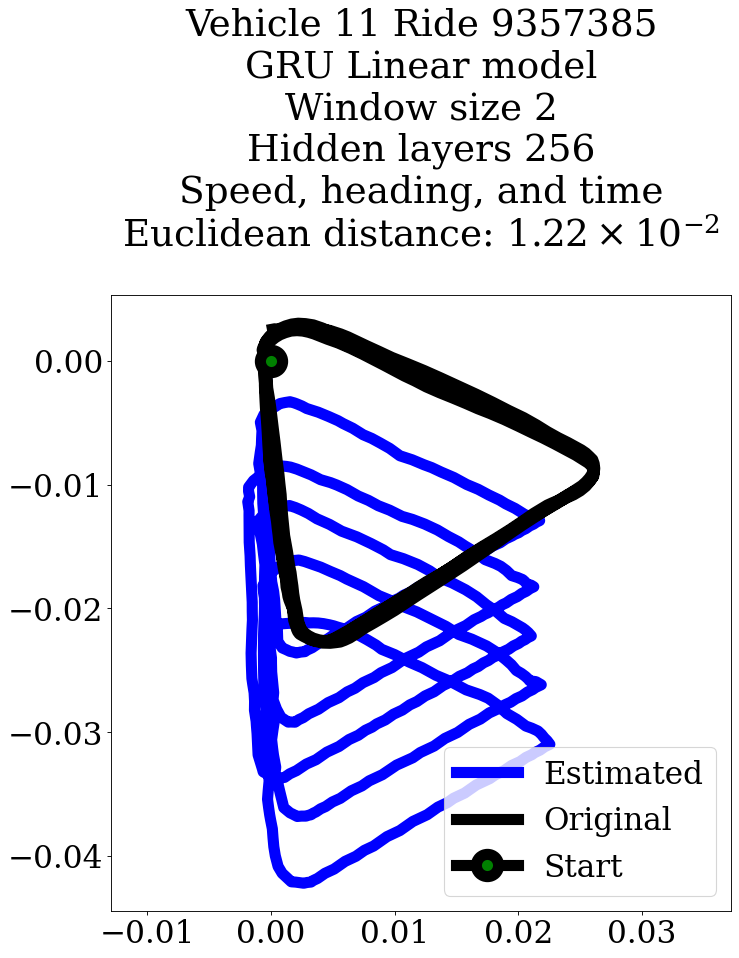 Vehicle 11 Ride 9357385
GRU Linear model
Window size 2
Hidden layers 256
Speed, heading, and time
Euclidean distance: 1.22 × 10⁻²
0.00
−0.01
−0.02
−0.03
−0.04
Estimated
Original
Start
−0.01 0.00 0.01 0.02 0.03